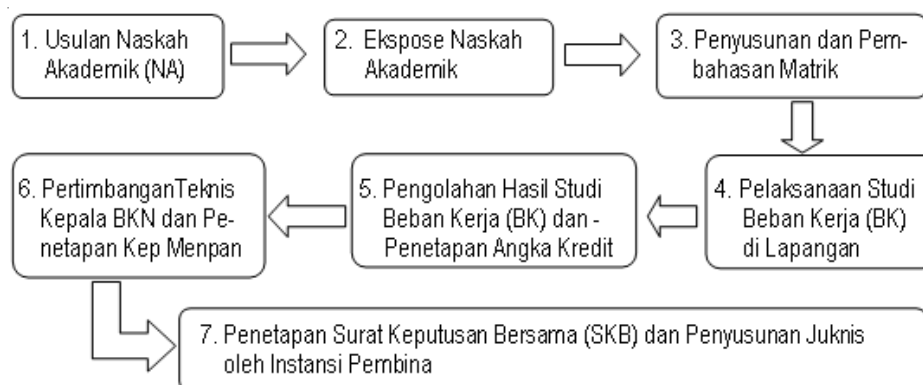 1. Usulan Naskah
Akademik (NA)
2. Ekspose Naskah
Akademik
3. Penyusunan dan Pem-
bahasan Matrik
4. Pelaksanaan Studi
Beban Kerja (BK)
di Lapangan
5. Pengolahan Hasil Studi
Beban Kerja (BK) dan -
Penetapan Angka Kredit
6. PertimbanganTeknis
Kepala BKN dan Pe-
netapan Kep Menpan
7. Penetapan Surat Keputusan Bersama (SKB) dan Penyusunan Juknis
oleh Instansi Pembina